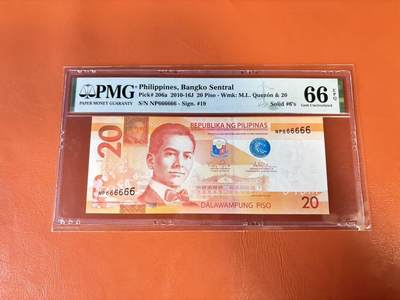 PMG
PAPER MONEY GUARANTY
Philippines, Bangko Sentral
Pick# 206a 2010-16J 20 Piso - Wmk: M.L. Quezón & 20
S/N NP666666 - Sign. #19
Solid #6's
66 EPQ
Gem Uncirculated
20
REPUBLIKA NG PILIPINAS
NP666666
NP666666
DALAWAMPUNG PISO
20